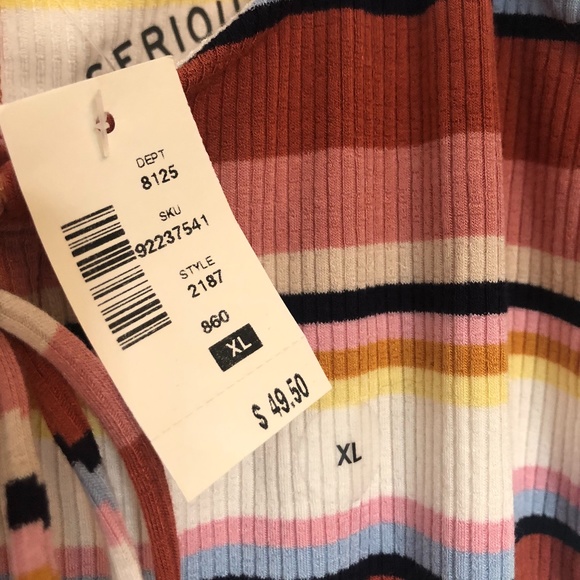 SERIOU
DEPT
8125
SKU
92237541
STYLE
2187
860
XL
$ 49.50
XL